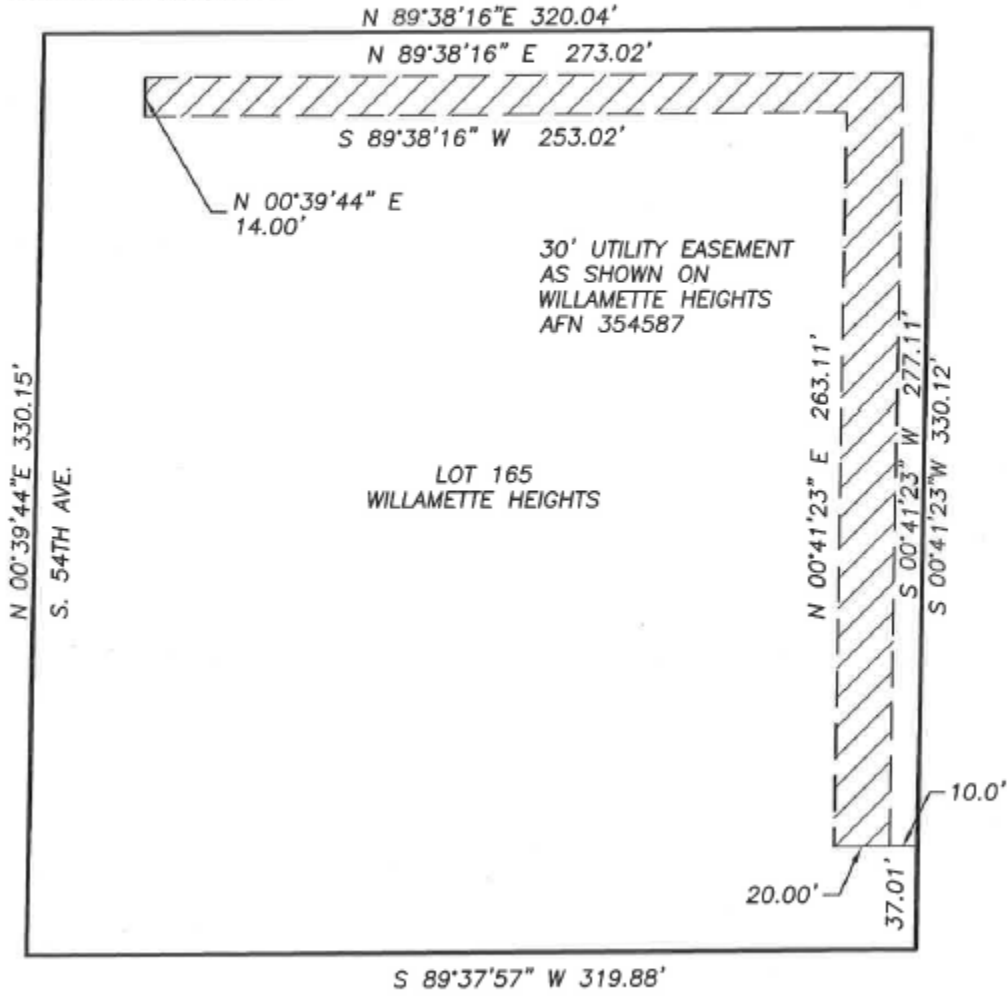 N 89°38'16"E 320.04'
N 89°38'16" E 273.02'
S 89°38'16" W 253.02'
N 00°39'44" E
14.00'
30' UTILITY EASEMENT
AS SHOWN ON
WILLAMETTE HEIGHTS
AFN 354587
N 00°39'44"E 330.15'
S. 54TH AVE.
LOT 165
WILLAMETTE HEIGHTS
N 00°41'23" E 263.11'
S 00°41'23" W 277.11'
S 00°41'23"W 330.12'
10.0'
20.00'
37.01'
S 89°37'57" W 319.88'